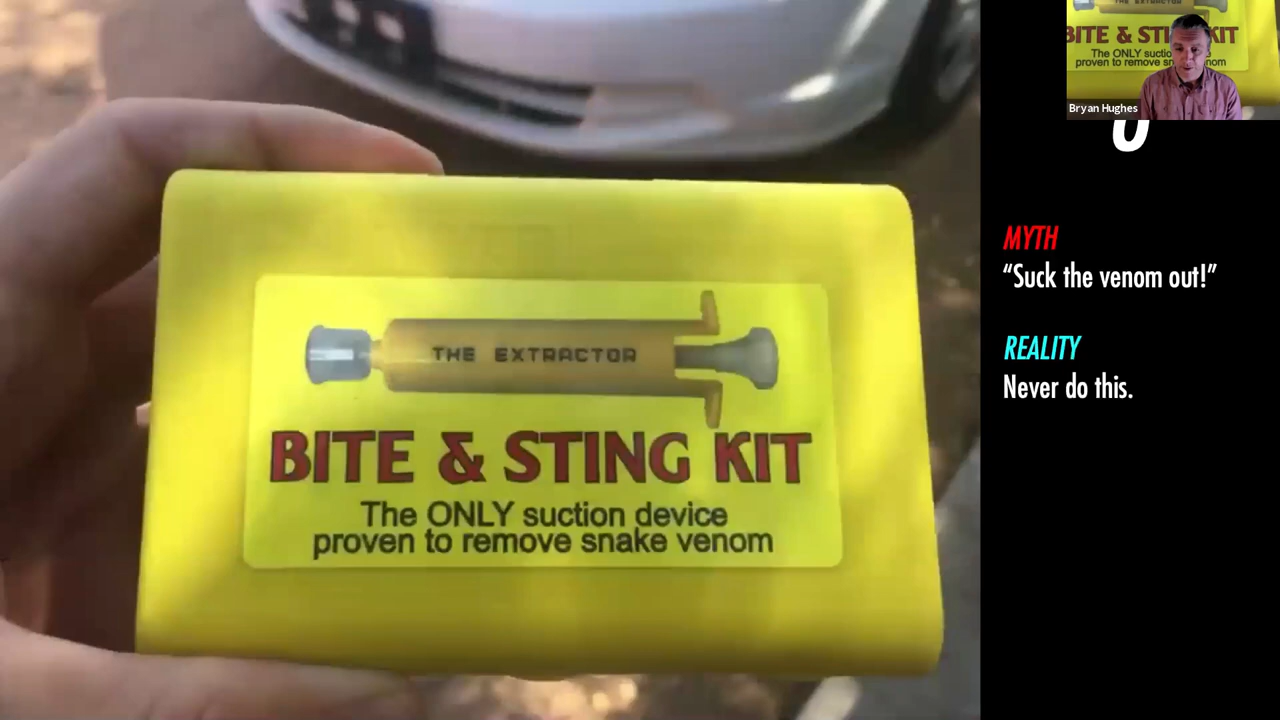 THE EXTRACTOR
BITE & STING KIT
The ONLY suction device
proven to remove snake venom
Bryan Hughes
MYTH
“Suck the venom out!”
REALITY
Never do this.